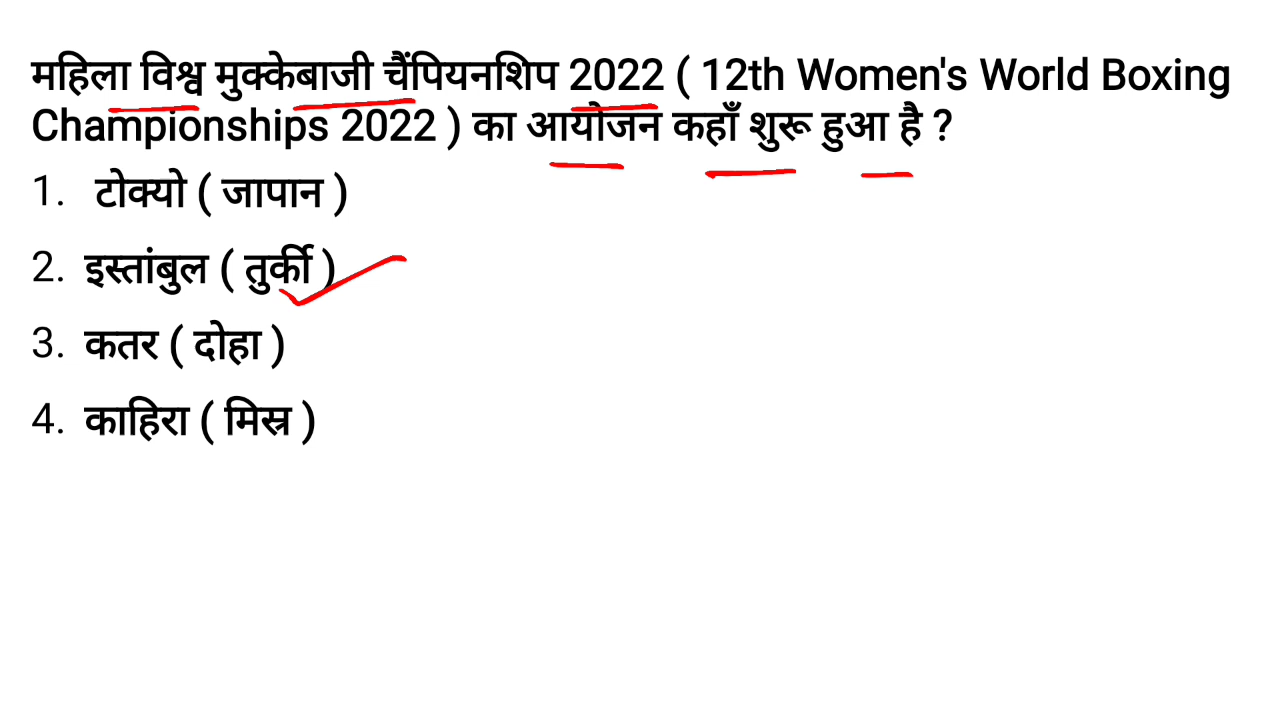 महिला विश्व मुक्केबाजी चैंपियनशिप 2022 ( 12th Women's World Boxing
Championships 2022 ) का आयोजन कहाँ शुरू हुआ है ?
1. टोक्यो ( जापान )
2. इस्तांबुल ( तुर्की )
3. कतर ( दोहा )
4. काहिरा ( मिस्र )